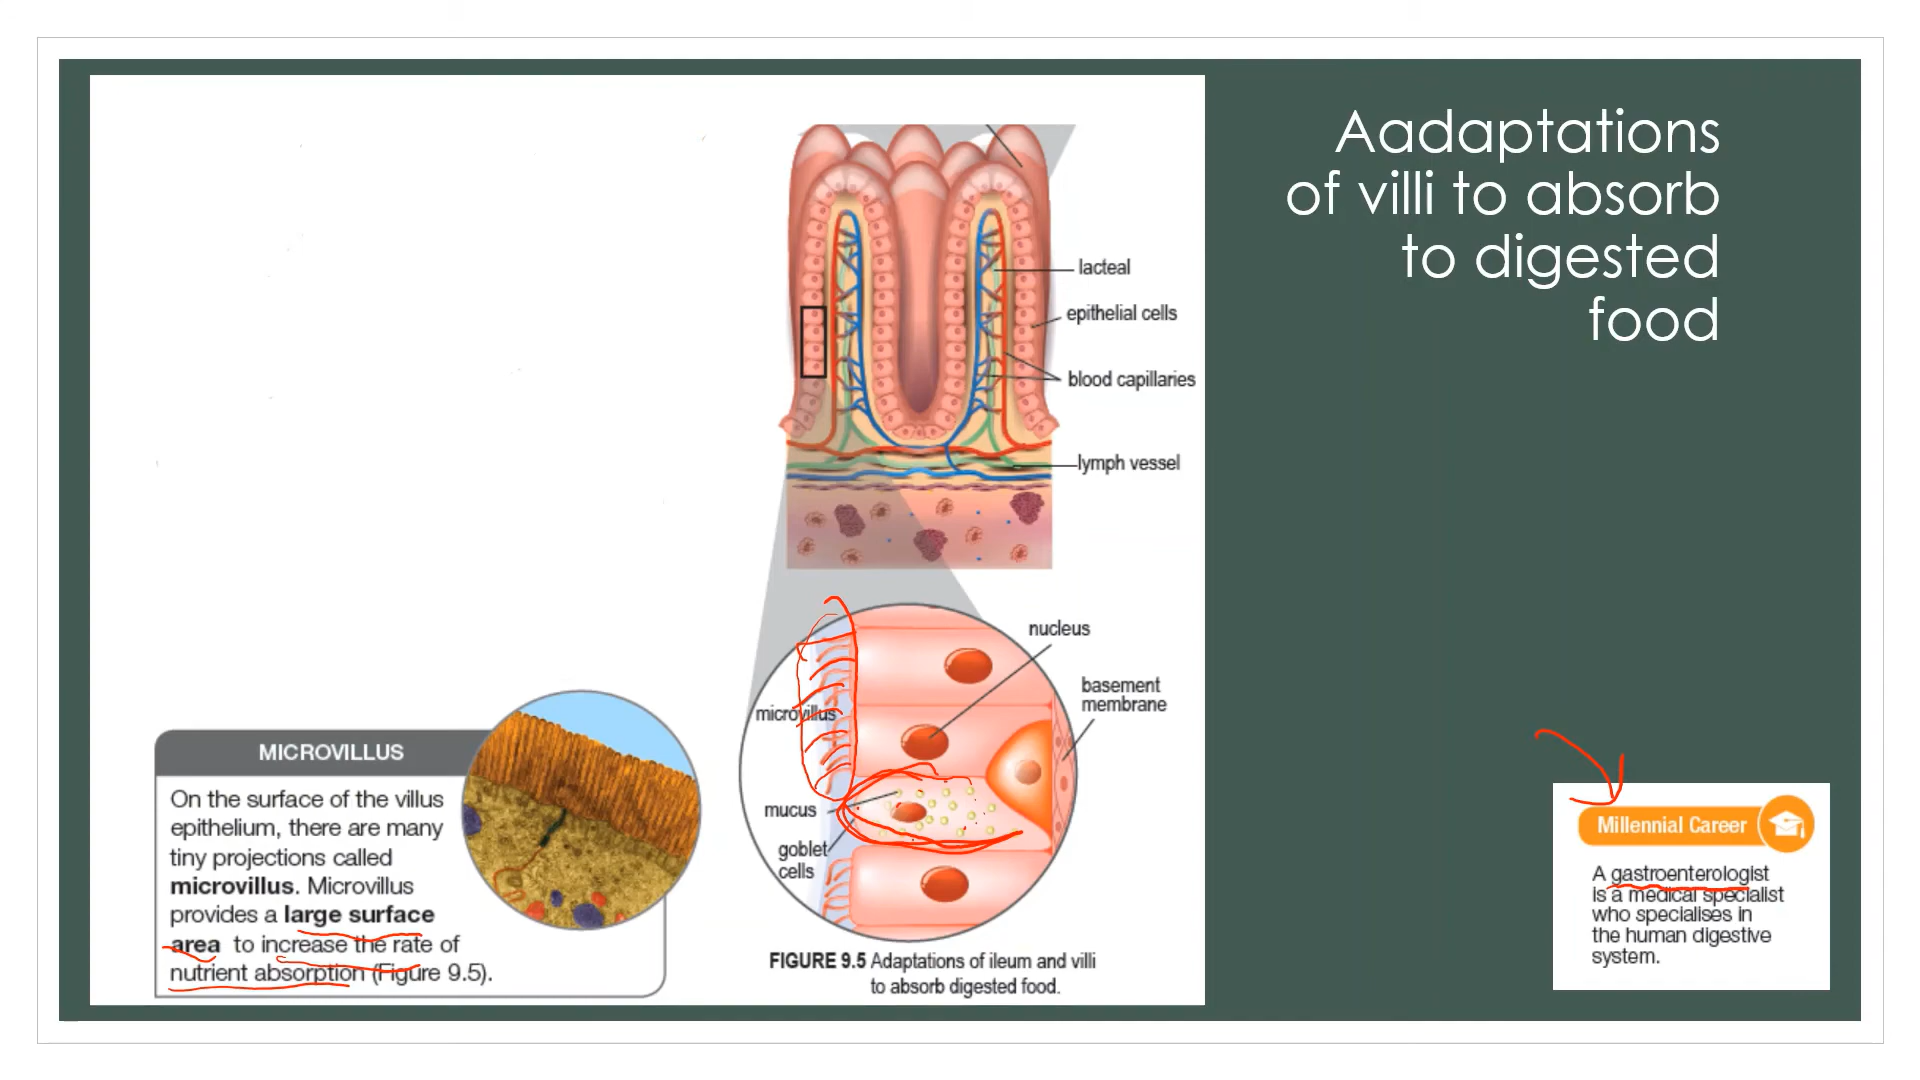 Aadaptations
of villi to absorb
to digested
food
lacteal
epithelial cells
blood capillaries
lymph vessel
nucleus
basement
membrane
microvillus
mucus
goblet
cells
FIGURE 9.5 Adaptations of ileum and villi
to absorb digested food.
MICROVILLUS
On the surface of the villus
epithelium, there are many
tiny projections called
microvillus. Microvillus
provides a large surface
area to increase the rate of
nutrient absorption (Figure 9.5).
Millennial Career
A gastroenterologist
is a medical specialist
who specialises in
the human digestive
system.